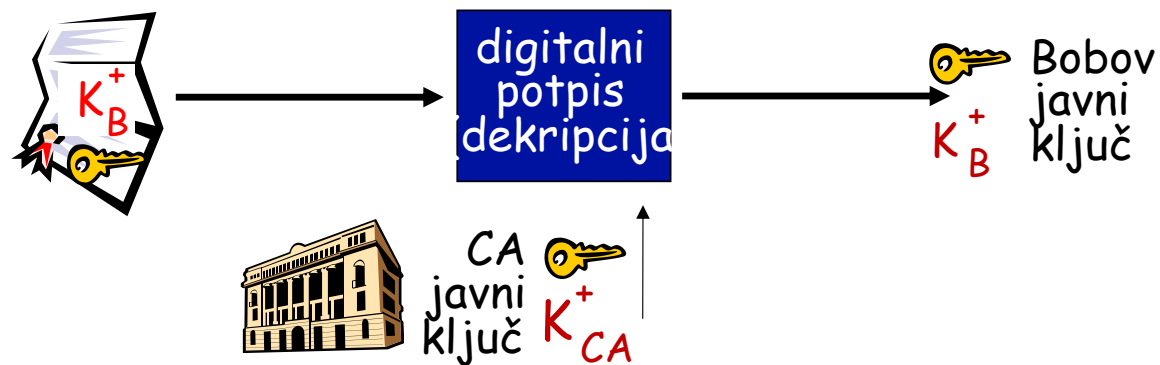 K B +
digitalni
potpis
(dekripcija
Bobov
javni
ključ
K B +
CA
javni
ključ
K CA +